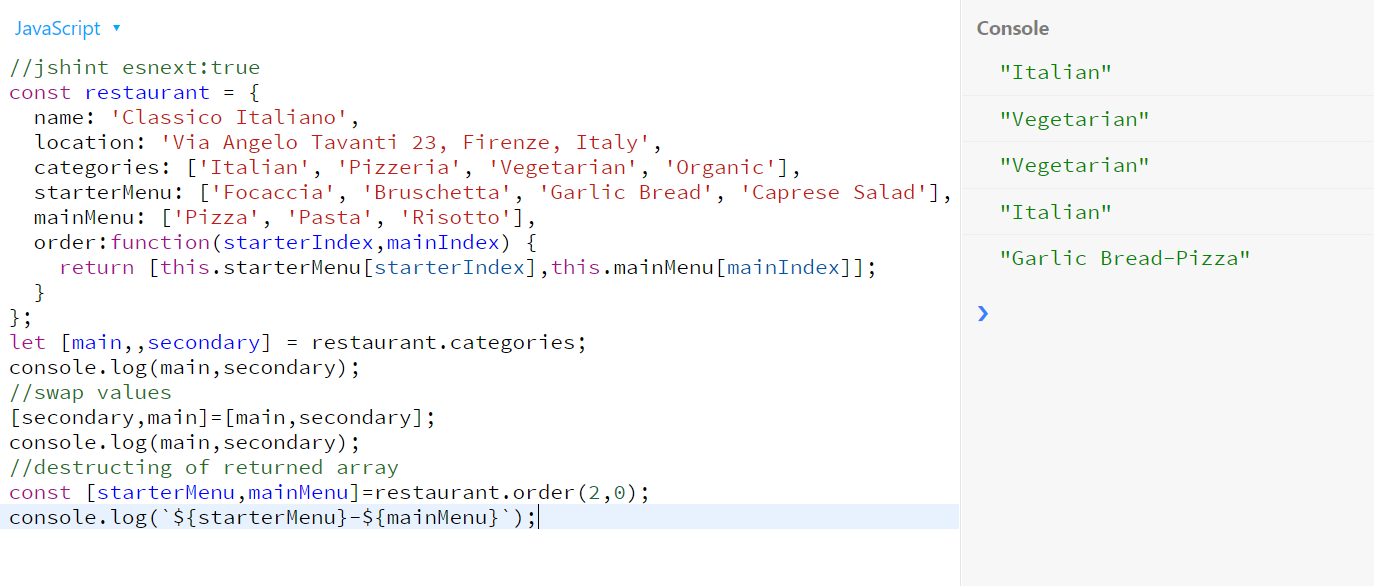 JavaScript
//jshint esnext:true
const restaurant = {
  name: 'Classico Italiano',
  location: 'Via Angelo Tavanti 23, Firenze, Italy',
  categories: ['Italian', 'Pizzeria', 'Vegetarian', 'Organic'],
  starterMenu: ['Focaccia', 'Bruschetta', 'Garlic Bread', 'Caprese Salad'],
  mainMenu: ['Pizza', 'Pasta', 'Risotto'],
  order:function(starterIndex,mainIndex) {
    return [this.starterMenu[starterIndex],this.mainMenu[mainIndex]];
  }
};
let [main,,secondary] = restaurant.categories;
console.log(main,secondary);
//swap values
[secondary,main]=[main,secondary];
console.log(main,secondary);
//destructing of returned array
const [starterMenu,mainMenu]=restaurant.order(2,0);
console.log(`${starterMenu}-${mainMenu}`);
Console
"Italian"
"Vegetarian"
"Vegetarian"
"Italian"
"Garlic Bread-Pizza"